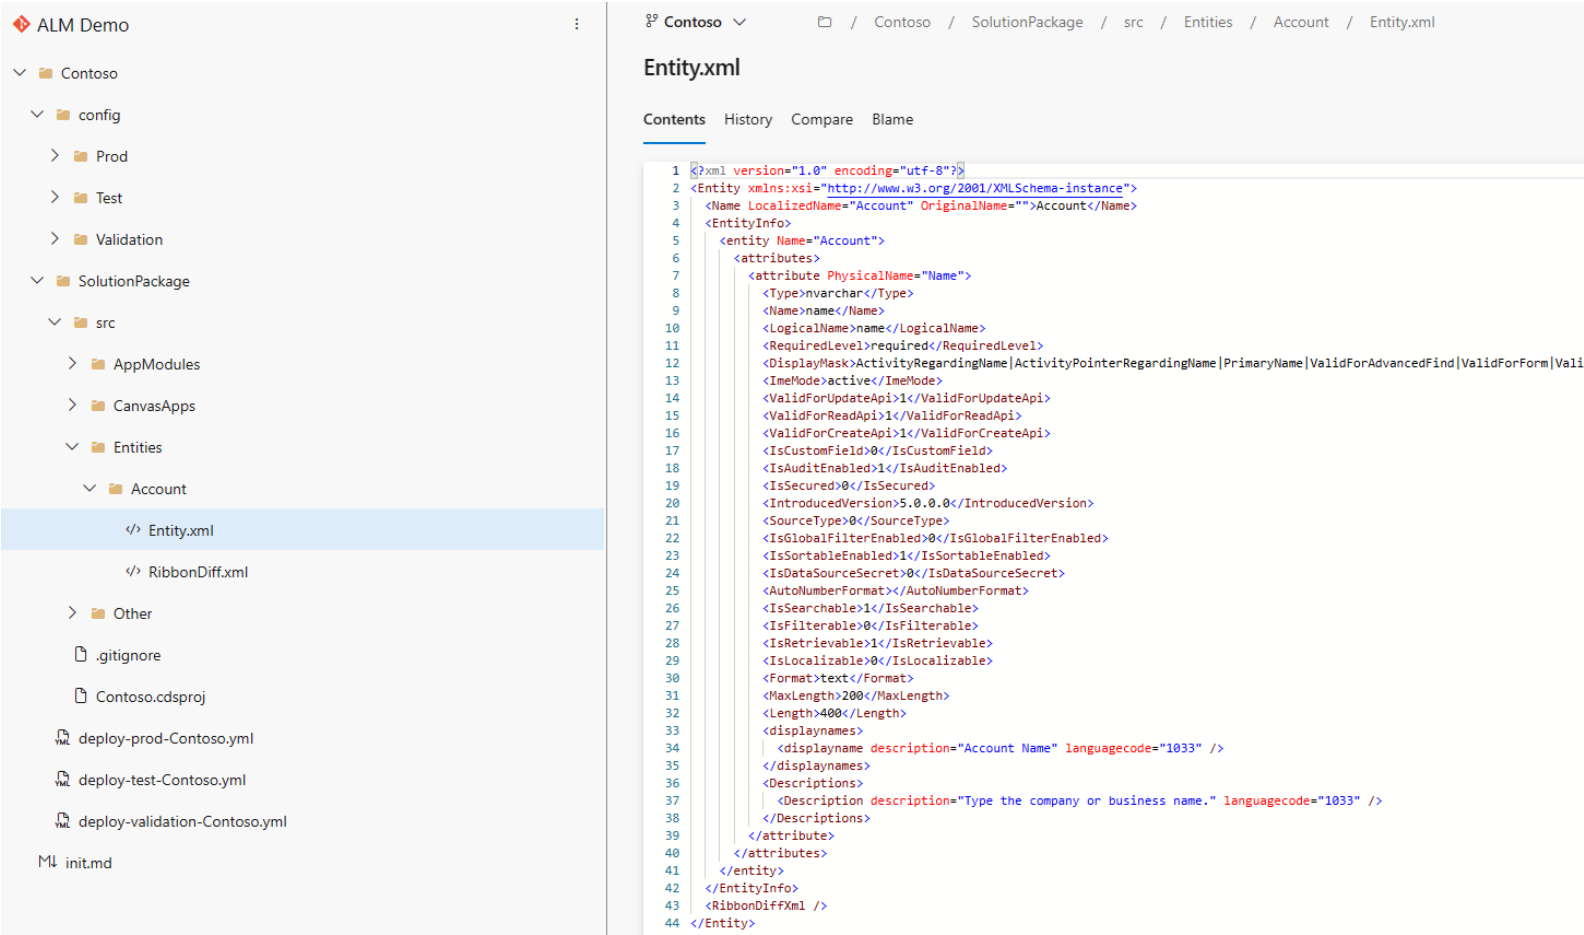 ALM Demo
Contoso
config
Prod
Test
Validation
SolutionPackage
src
AppModules
CanvasApps
Entities
Account
Entity.xml
RibbonDiff.xml
Other
.gitignore
Contoso.cdsproj
deploy-prod-Contoso.yml
deploy-test-Contoso.yml
deploy-validation-Contoso.yml
init.md
Contoso / Contoso / SolutionPackage / src / Entities / Account / Entity.xml
Entity.xml
Contents History Compare Blame
1 <?xml version="1.0" encoding="utf-8"?>
2 <Entity xmlns:xsi="http://www.w3.org/2001/XMLSchema-instance">
3 <Name LocalizedName="Account" OriginalName="">Account</Name>
4 <EntityInfo>
5 <entity Name="Account">
6 <attributes>
7 <attribute PhysicalName="Name">
8 <Type>nvarchar</Type>
9 <Name>name</Name>
10 <LogicalName>name</LogicalName>
11 <RequiredLevel>required</RequiredLevel>
12 <DisplayMask>ActivityRegardingName|ActivityPointerRegardingName|PrimaryName|ValidForAdvancedFind|ValidForForm|Vali
13 <ImeMode>active</ImeMode>
14 <ValidForUpdateApi>1</ValidForUpdateApi>
15 <ValidForReadApi>1</ValidForReadApi>
16 <ValidForCreateApi>1</ValidForCreateApi>
17 <IsCustomField>0</IsCustomField>
18 <IsAuditEnabled>1</IsAuditEnabled>
19 <IsSecured>0</IsSecured>
20 <IntroducedVersion>5.0.0.0</IntroducedVersion>
21 <SourceType>0</SourceType>
22 <IsGlobalFilterEnabled>0</IsGlobalFilterEnabled>
23 <IsSortableEnabled>1</IsSortableEnabled>
24 <IsDataSourceSecret>0</IsDataSourceSecret>
25 <AutoNumberFormat></AutoNumberFormat>
26 <IsSearchable>1</IsSearchable>
27 <IsFilterable>0</IsFilterable>
28 <IsRetrievable>1</IsRetrievable>
29 <IsLocalizable>0</IsLocalizable>
30 <Format>text</Format>
31 <MaxLength>200</MaxLength>
32 <Length>400</Length>
33 <displaynames>
34 <displayname description="Account Name" languagecode="1033" />
35 </displaynames>
36 <Descriptions>
37 <Description description="Type the company or business name." languagecode="1033" />
38 </Descriptions>
39 </attribute>
40 </attributes>
41 </entity>
42 </EntityInfo>
43 <RibbonDiffXml />
44 </Entity>